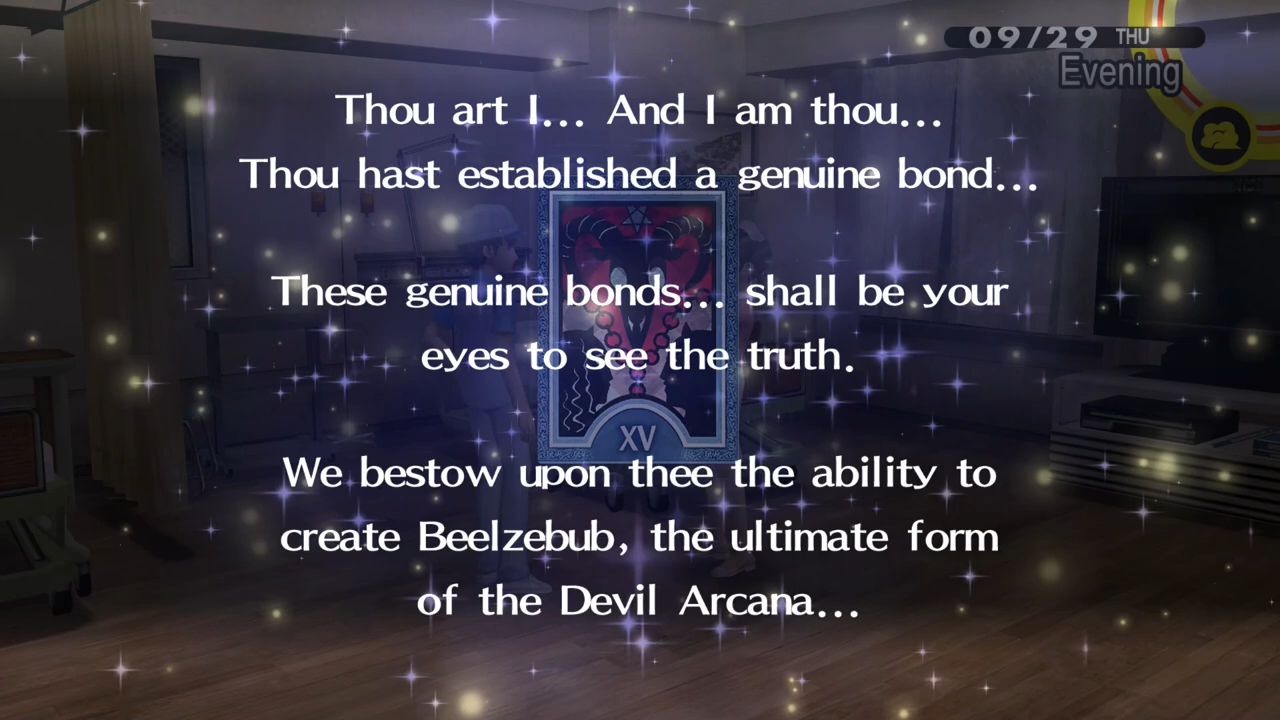 09/29 THU
Evening
Thou art I... And I am thou...
Thou hast established a genuine bond...
These genuine bonds... shall be your
eyes to see the truth.
XV
We bestow upon thee the ability to
create Beelzebub, the ultimate form
of the Devil Arcana...